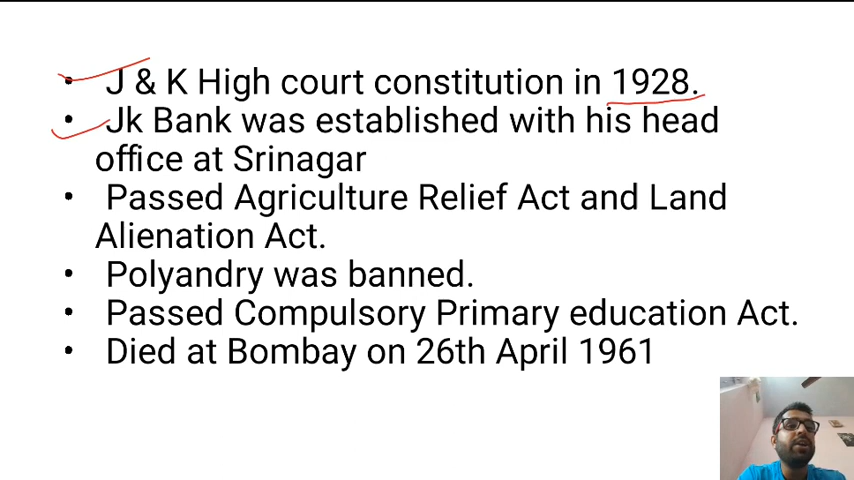 • J & K High court constitution in 1928.
• Jk Bank was established with his head
office at Srinagar
• Passed Agriculture Relief Act and Land
Alienation Act.
• Polyandry was banned.
• Passed Compulsory Primary education Act.
• Died at Bombay on 26th April 1961